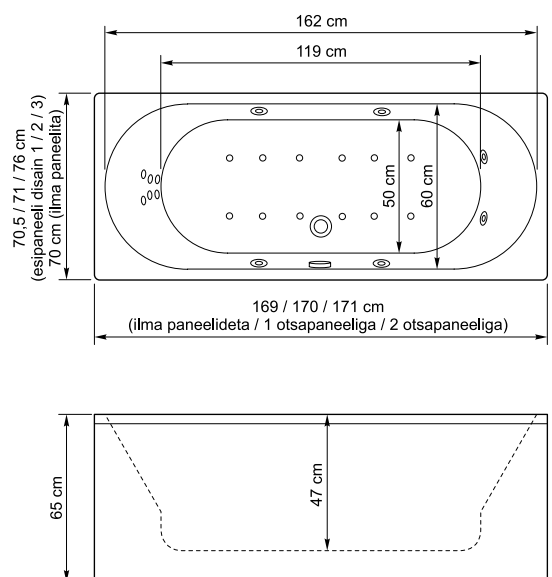 162 cm
119 cm
70,5 / 71 / 76 cm
(esipaneeli disain 1 / 2 / 3)
70 cm (ilma paneelita)
50 cm
60 cm
169 / 170 / 171 cm
(ilma paneelideta / 1 otsapaneeliga / 2 otsapaneeliga)
65 cm
47 cm